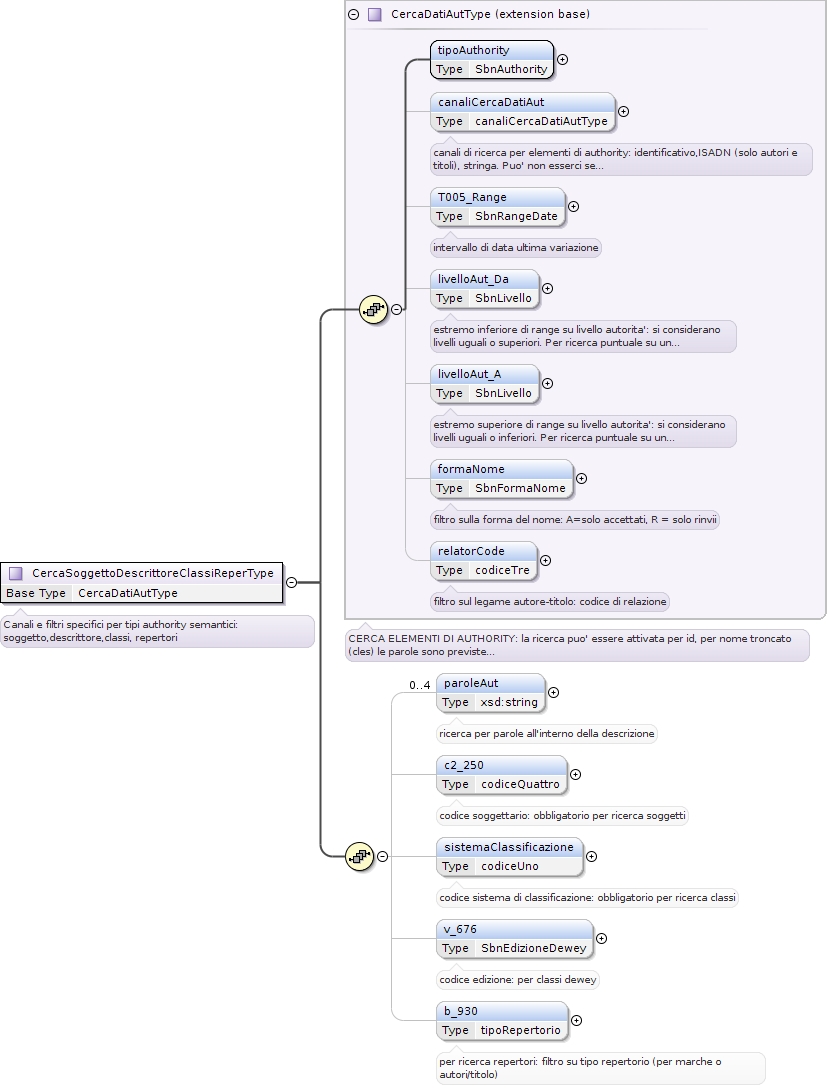 CercaDatiAutType (extension base)
tipoAuthority
Type SbnAuthority
canaliCercaDatiAut
Type canaliCercaDatiAutType
canali di ricerca per elementi di authority: identificativo,ISADN (solo autori e
titoli), stringa. Puo' non esserci se...
T005_Range
Type SbnRangeDate
intervallo di data ultima variazione
livelloAut_Da
Type SbnLivello
estremo inferiore di range su livello autorita': si considerano
livelli uguali o superiori. Per ricerca puntuale su un...
livelloAut_A
Type SbnLivello
estremo superiore di range su livello autorita': si considerano
livelli uguali o inferiori. Per ricerca puntuale su un...
formaNome
Type SbnFormaNome
filtro sulla forma del nome: A=solo accettati, R = solo rinvii
relatorCode
Type codiceTre
filtro sul legame autore-titolo: codice di relazione
CercaSoggettoDescrittoreClassiReperType
Base Type CercaDatiAutType
Canali e filtri specifici per tipi authority semantici:
soggetto,descrittore,classi, repertori
CERCA ELEMENTI DI AUTHORITY: la ricerca puo' essere attivata per id, per nome troncato
(cles) le parole sono previste...
0..4
paroleAut
Type xsd:string
ricerca per parole all'interno della descrizione
c2_250
Type codiceQuattro
codice soggettario: obbligatorio per ricerca soggetti
sistemaClassificazione
Type codiceUno
codice sistema di classificazione: obbligatorio per ricerca classi
v_676
Type SbnEdizioneDewey
codice edizione: per classi dewey
b_930
Type tipoRepertorio
per ricerca repertori: filtro su tipo repertorio (per marche o
autori/titolo)